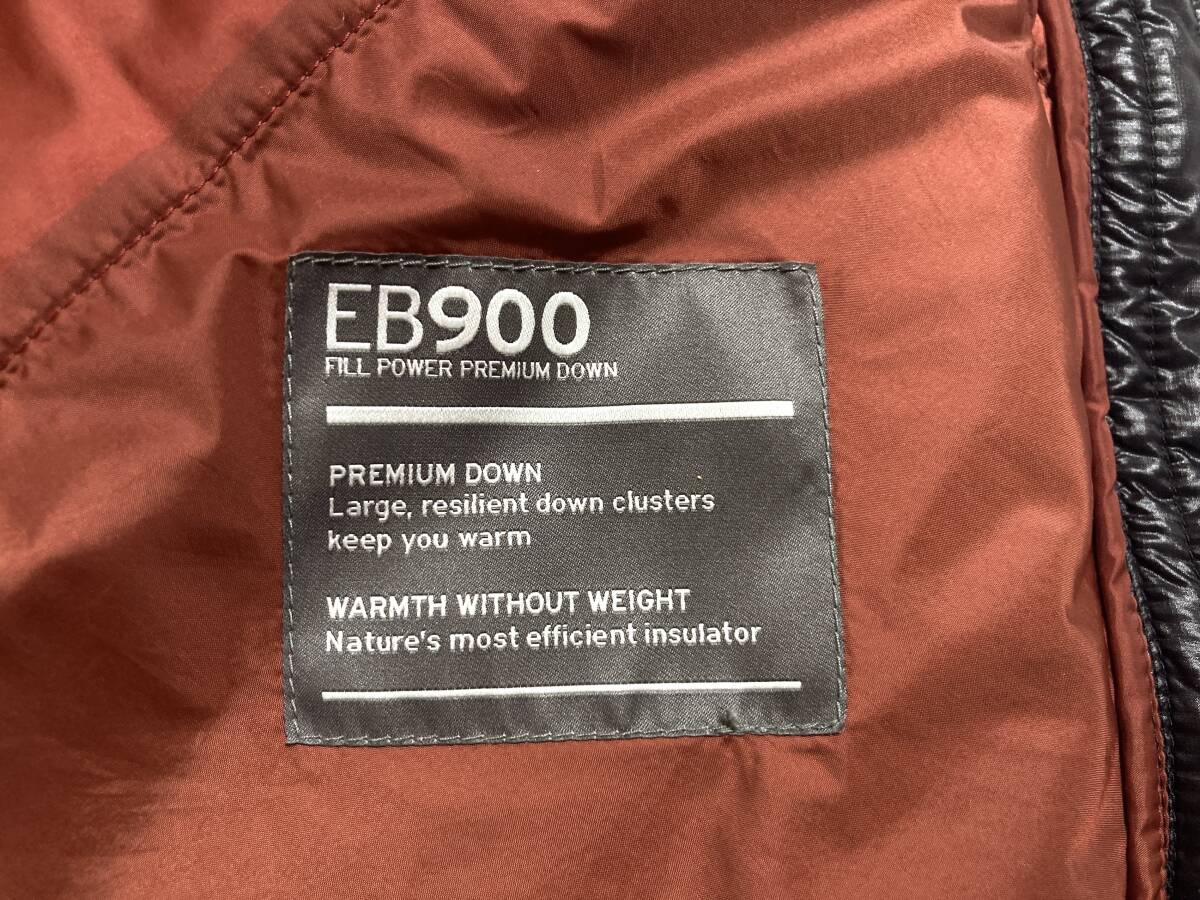 EB900
FILL POWER PREMIUM DOWN
PREMIUM DOWN
Large, resilient down clusters
keep you warm
WARMTH WITHOUT WEIGHT
Nature's most efficient insulator